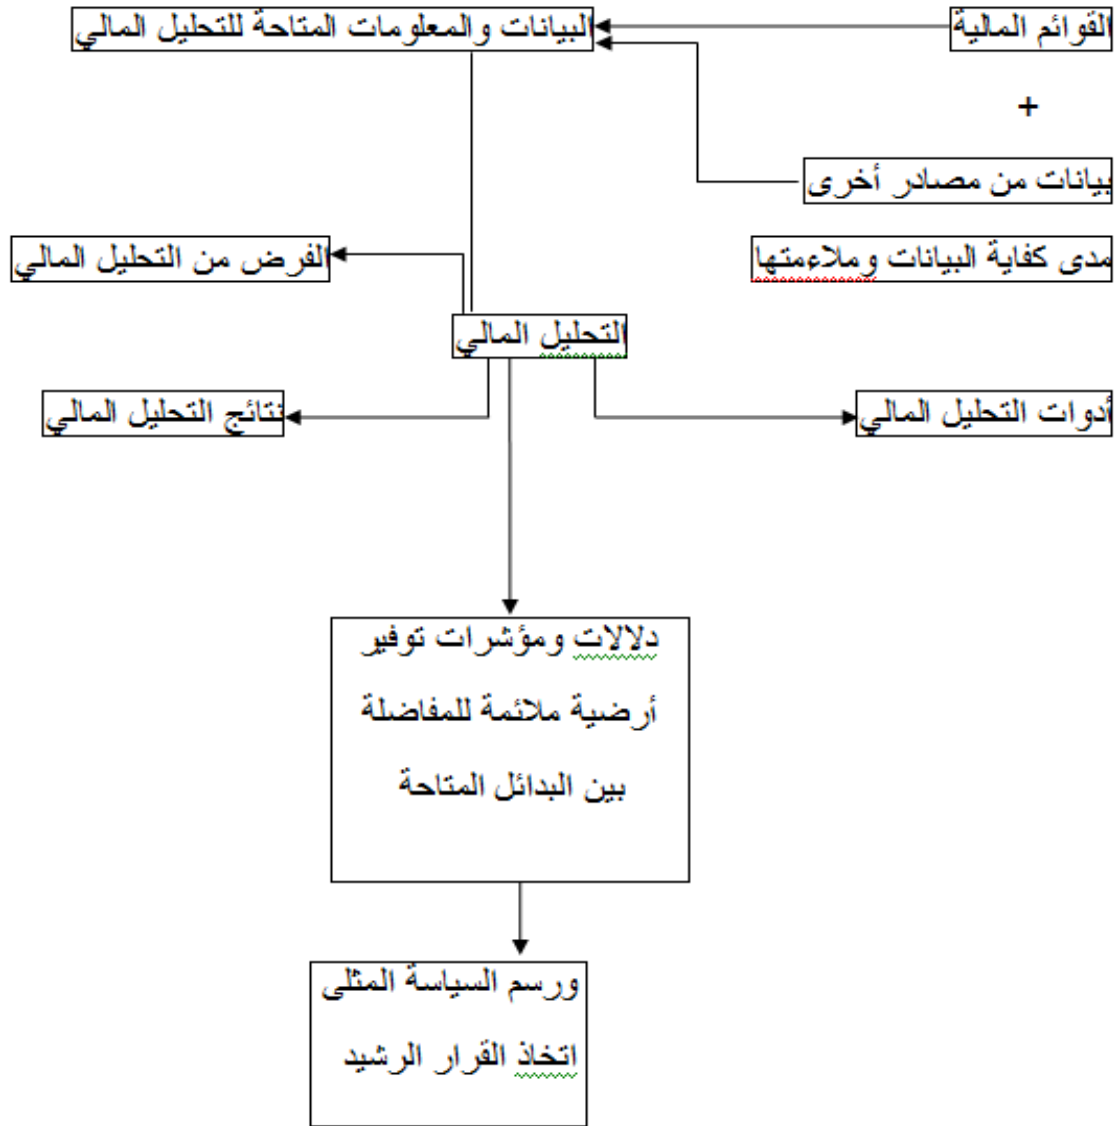 القوائم المالية
البيانات والمعلومات المتاحة للتحليل المالي
+
بيانات من مصادر أخرى
مدى كفاية البيانات وملاءمتها
الفرض من التحليل المالي
التحليل المالي
أدوات التحليل المالي
نتائج التحليل المالي
دلالات ومؤشرات توفير
أرضية ملائمة للمفاضلة
بين البدائل المتاحة
ورسم السياسة المثلى
اتخاذ القرار الرشيد